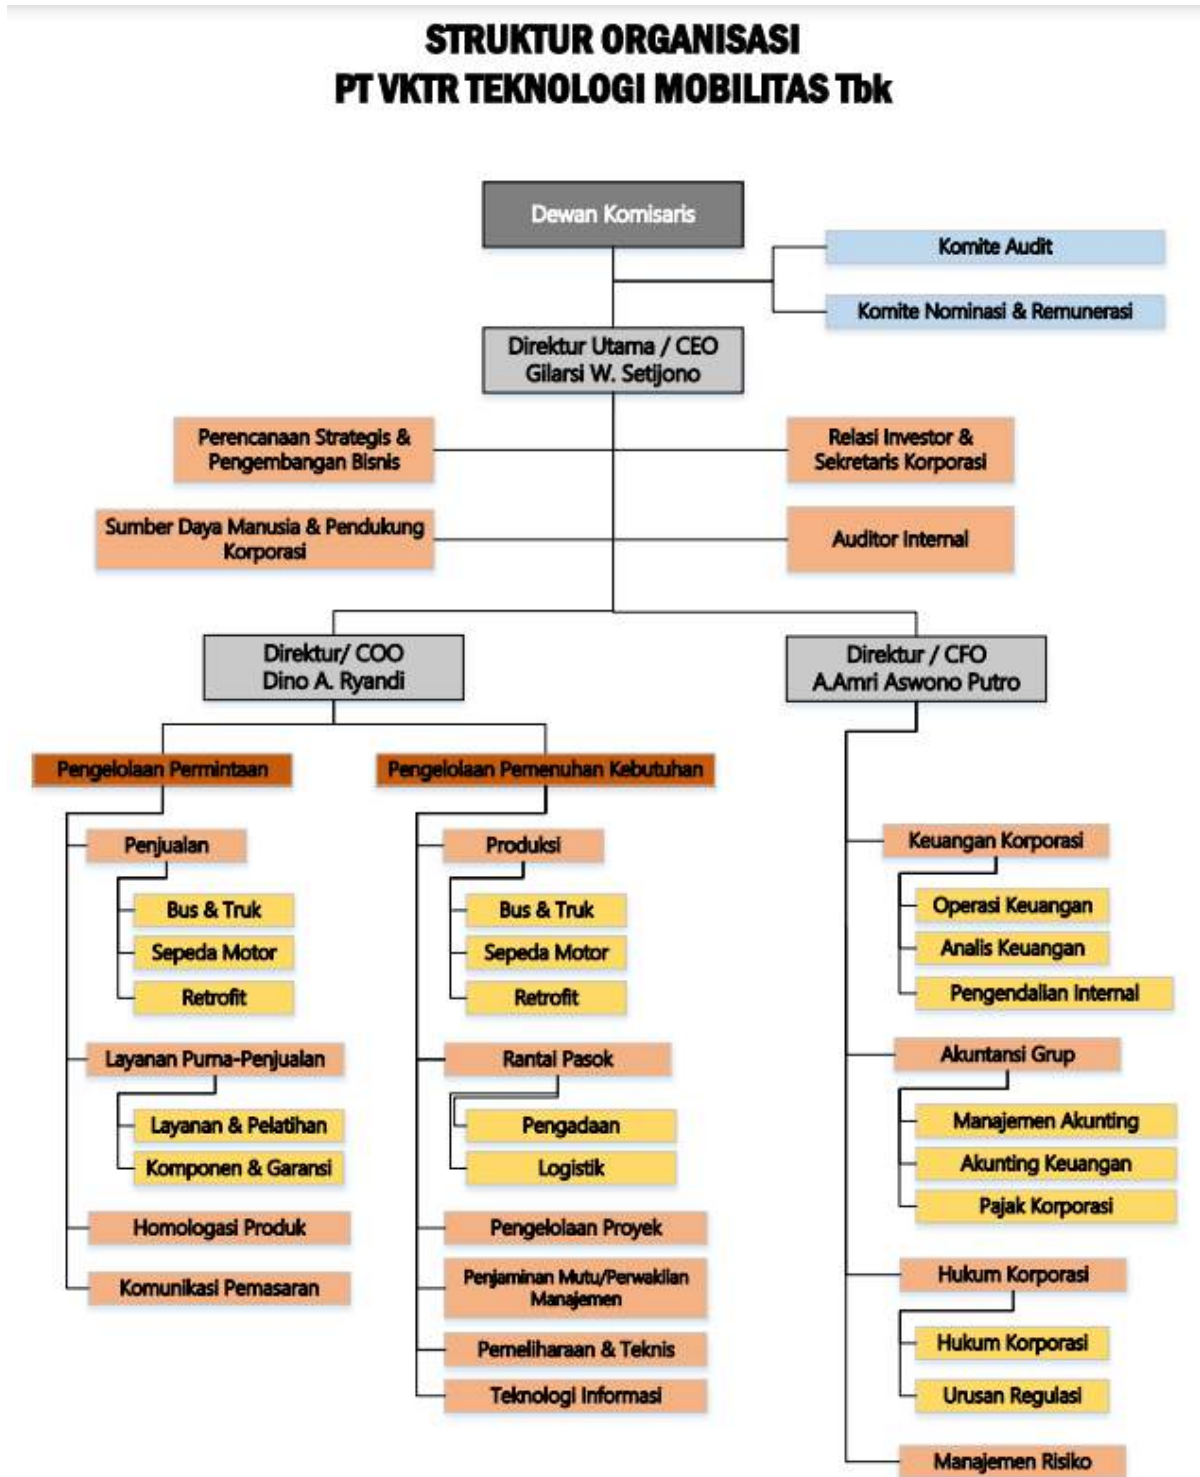 STRUKTUR ORGANISASI
PT VKTR TEKNOLOGI MOBILITAS Tbk
Dewan Komisaris
Komite Audit
Komite Nominasi & Remunerasi
Direktur Utama / CEO
Gilarsi W. Setijono
Perencanaan Strategis &
Pengembangan Bisnis
Relasi Investor &
Sekretaris Korporasi
Sumber Daya Manusia & Pendukung
Korporasi
Auditor Internal
Direktur/ COO
Dino A. Ryandi
Direktur / CFO
A.Amri Aswono Putro
Pengelolaan Permintaan
Penjualan
Bus & Truk
Sepeda Motor
Retrofit
Layanan Purna-Penjualan
Layanan & Pelatihan
Komponen & Garansi
Homologasi Produk
Komunikasi Pemasaran
Pengelolaan Pemenuhan Kebutuhan
Produksi
Bus & Truk
Sepeda Motor
Retrofit
Rantai Pasok
Pengadaan
Logistik
Pengelolaan Proyek
Penjaminan Mutu/Perwakilan
Manajemen
Pemeliharaan & Teknis
Teknologi Informasi
Keuangan Korporasi
Operasi Keuangan
Analis Keuangan
Pengendalian Internal
Akuntansi Grup
Manajemen Akunting
Akunting Keuangan
Pajak Korporasi
Hukum Korporasi
Hukum Korporasi
Urusan Regulasi
Manajemen Risiko